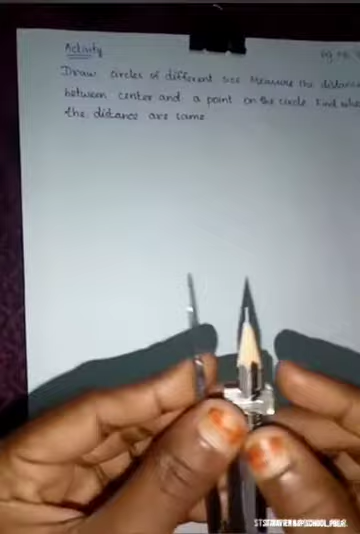 Activity
Draw circles of different size Measure the distance
between center and a point on the circle. Find
the distance are same